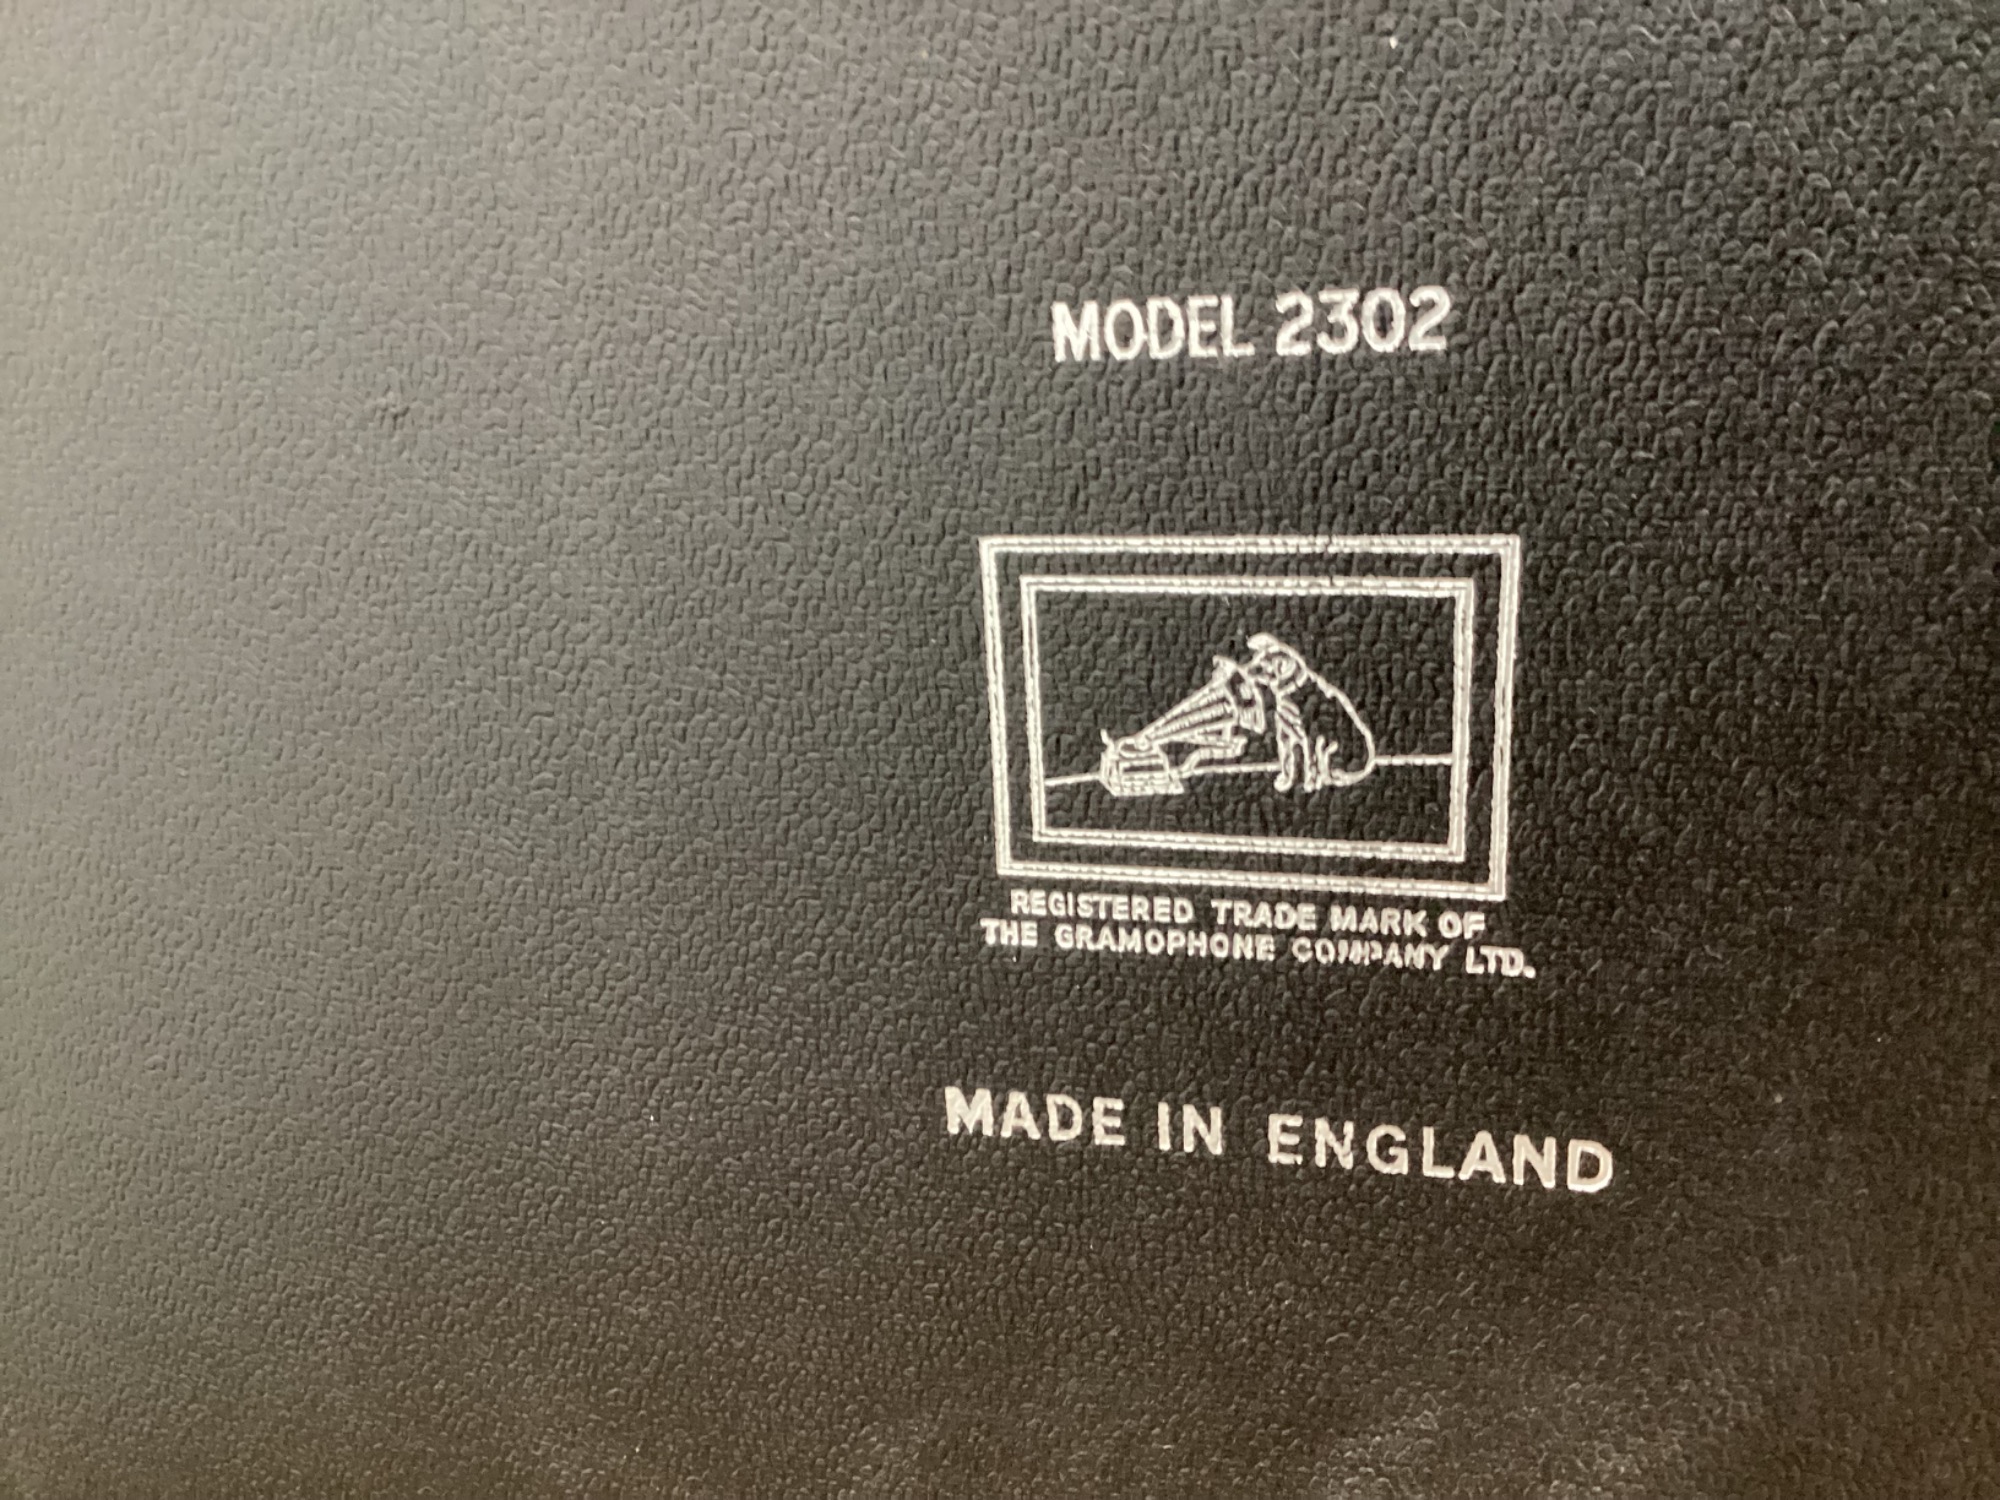 MODEL 2302
REGISTERED TRADE MARK OF
THE GRAMOPHONE COMPANY LTD.
MADE IN ENGLAND